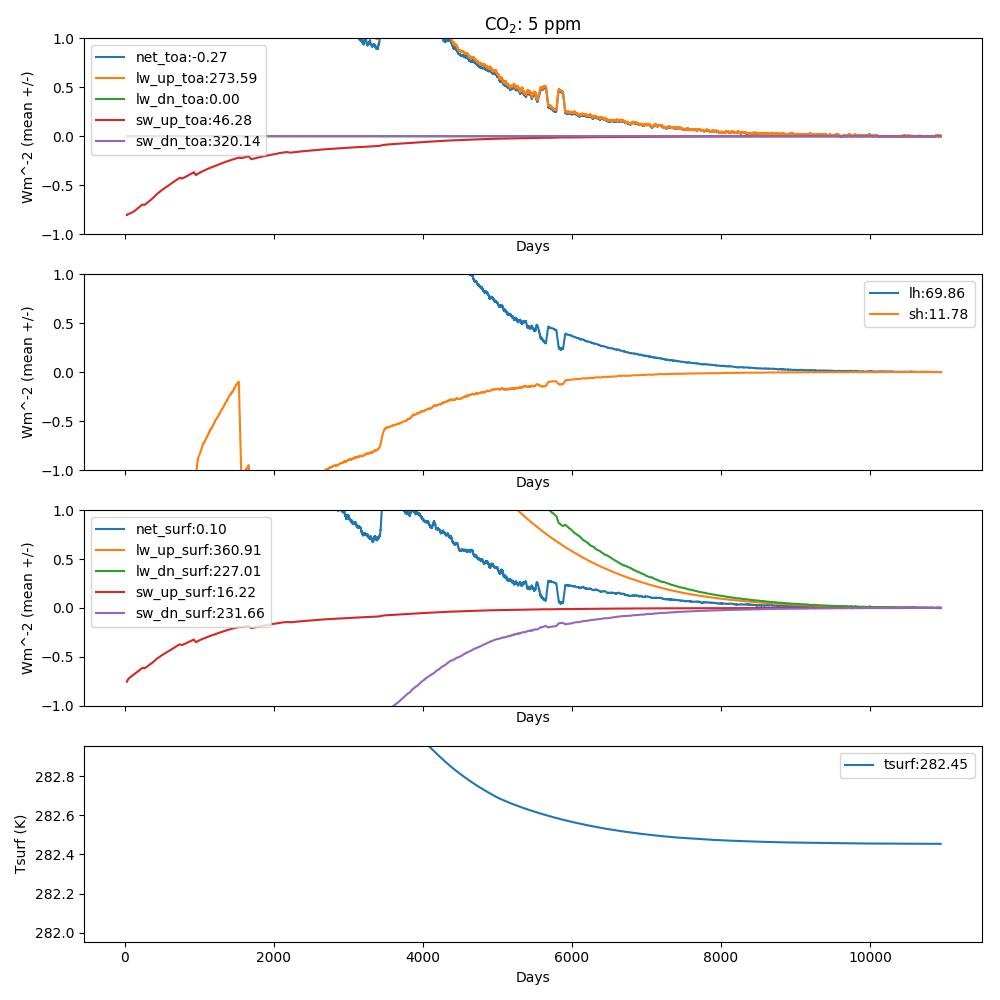 CO₂: 5 ppm
Wm^-2 (mean +/-)
1.0
0.5
0.0
−0.5
−1.0
net_toa:-0.27
lw_up_toa:273.59
lw_dn_toa:0.00
sw_up_toa:46.28
sw_dn_toa:320.14
Days
Wm^-2 (mean +/-)
1.0
0.5
0.0
−0.5
−1.0
lh:69.86
sh:11.78
Days
Wm^-2 (mean +/-)
1.0
0.5
0.0
−0.5
−1.0
net_surf:0.10
lw_up_surf:360.91
lw_dn_surf:227.01
sw_up_surf:16.22
sw_dn_surf:231.66
Days
Tsurf (K)
282.8
282.6
282.4
282.2
282.0
tsurf:282.45
0 2000 4000 6000 8000 10000
Days